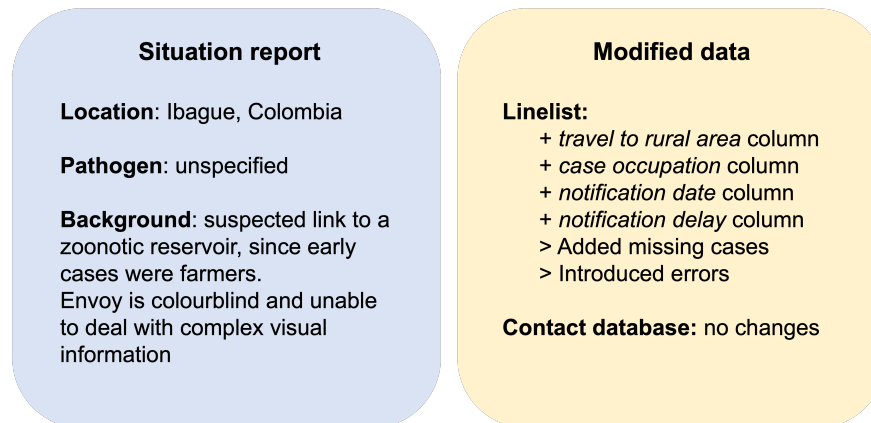 Situation report
Location: Ibague, Colombia
Pathogen: unspecified
Background: suspected link to a
zoonotic reservoir, since early
cases were farmers.
Envoy is colourblind and unable
to deal with complex visual
information
Modified data
Linelist:
+ travel to rural area column
+ case occupation column
+ notification date column
+ notification delay column
> Added missing cases
> Introduced errors
Contact database: no changes